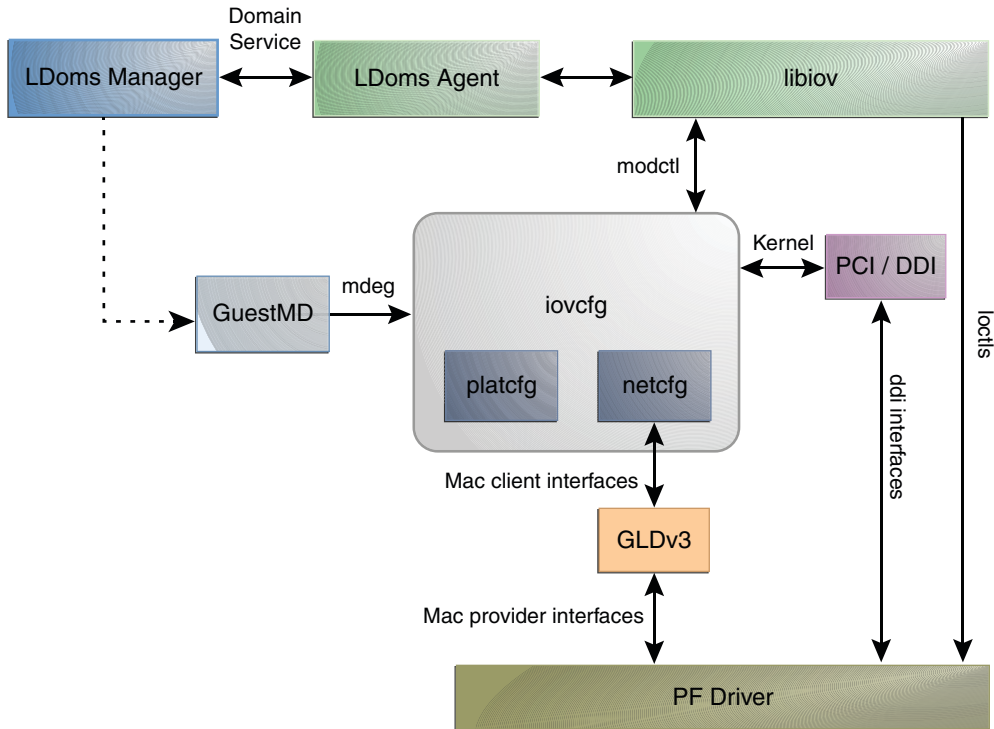 Domain
Service
LDoms Manager
LDoms Agent
libiov
modctl
Kernel
PCI / DDI
mdeg
GuestMD
iovcfg
Ioctls
platcfg
netcfg
ddi interfaces
Mac client interfaces
GLDv3
Mac provider interfaces
PF Driver